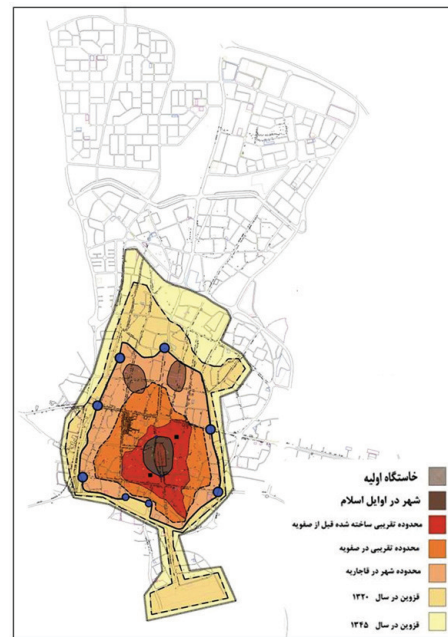 خاستگاه اولیه
شهر در اوایل اسلام
محدوده تقریبی ساخته شده قبل از صفویه
محدوده تقریبی در صفویه
محدوده شهر در قاجاریه
قزوین در سال ۱۳۲۰
قزوین در سال ۱۳۴۵